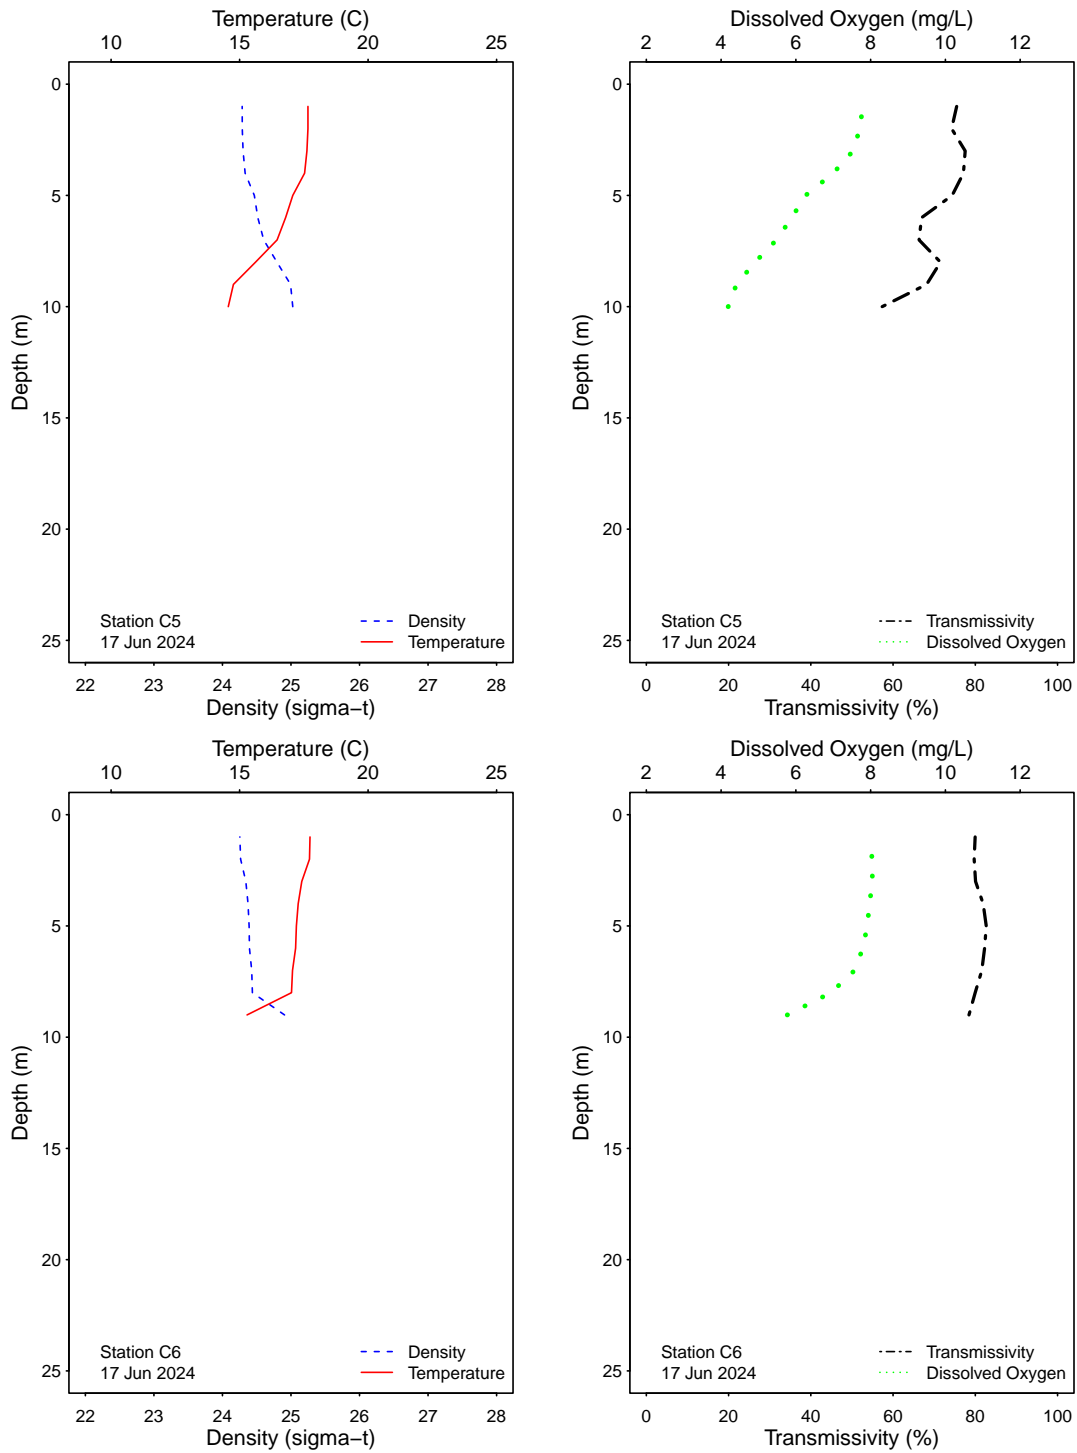 Temperature (C)
10 15 20 25
0
5
10
15
20
25
Depth (m)
Station C5
17 Jun 2024
Density
Temperature
22 23 24 25 26 27 28
Density (sigma−t)
Dissolved Oxygen (mg/L)
2 4 6 8 10 12
0
5
10
15
20
25
Depth (m)
Station C5
17 Jun 2024
Transmissivity
Dissolved Oxygen
0 20 40 60 80 100
Transmissivity (%)
Temperature (C)
10 15 20 25
0
5
10
15
20
25
Depth (m)
Station C6
17 Jun 2024
Density
Temperature
22 23 24 25 26 27 28
Density (sigma−t)
Dissolved Oxygen (mg/L)
2 4 6 8 10 12
0
5
10
15
20
25
Depth (m)
Station C6
17 Jun 2024
Transmissivity
Dissolved Oxygen
0 20 40 60 80 100
Transmissivity (%)